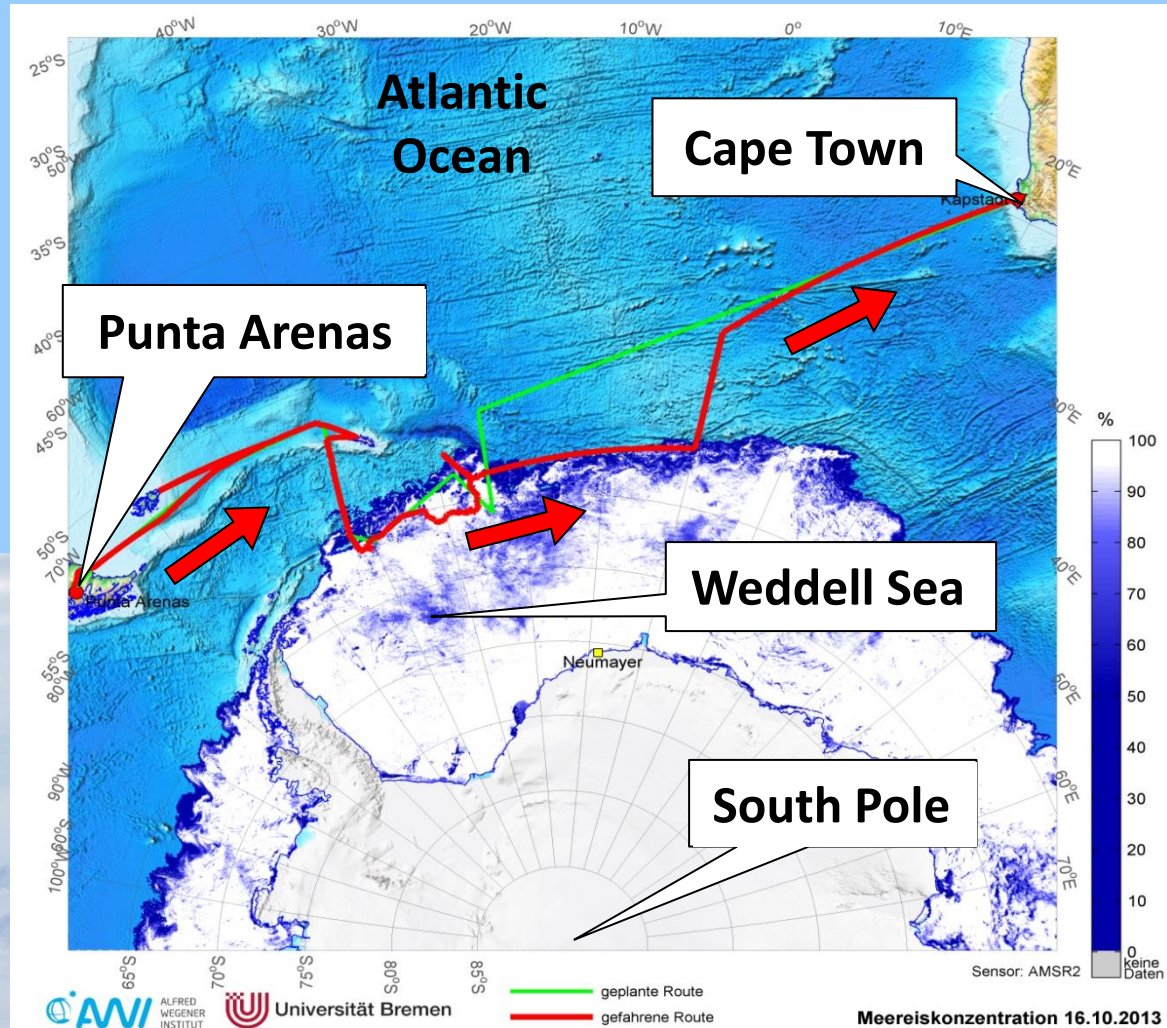 40°W
30°W
20°W
10°W
0°
10°E
25°S
30°S
50°W
35°S
40°S
60°W
45°S
50°S
70°W
55°S
80°W
90°W
60°S
100°W
65°S
70°S
75°S
80°S
85°S
20°E
30°E
40°E
50°E
60°E
70°E
Atlantic
Ocean
Cape Town
Kapstadt
Punta Arenas
Punta Arenas
Weddell Sea
Neumayer
South Pole
%
100
90
80
70
60
50
40
30
20
10
0
keine
Daten
Sensor: AMSR2
AWI
ALFRED
WEGENER
INSTITUT
Universität Bremen
geplante Route
gefahrene Route
Meereiskonzentration 16.10.2013